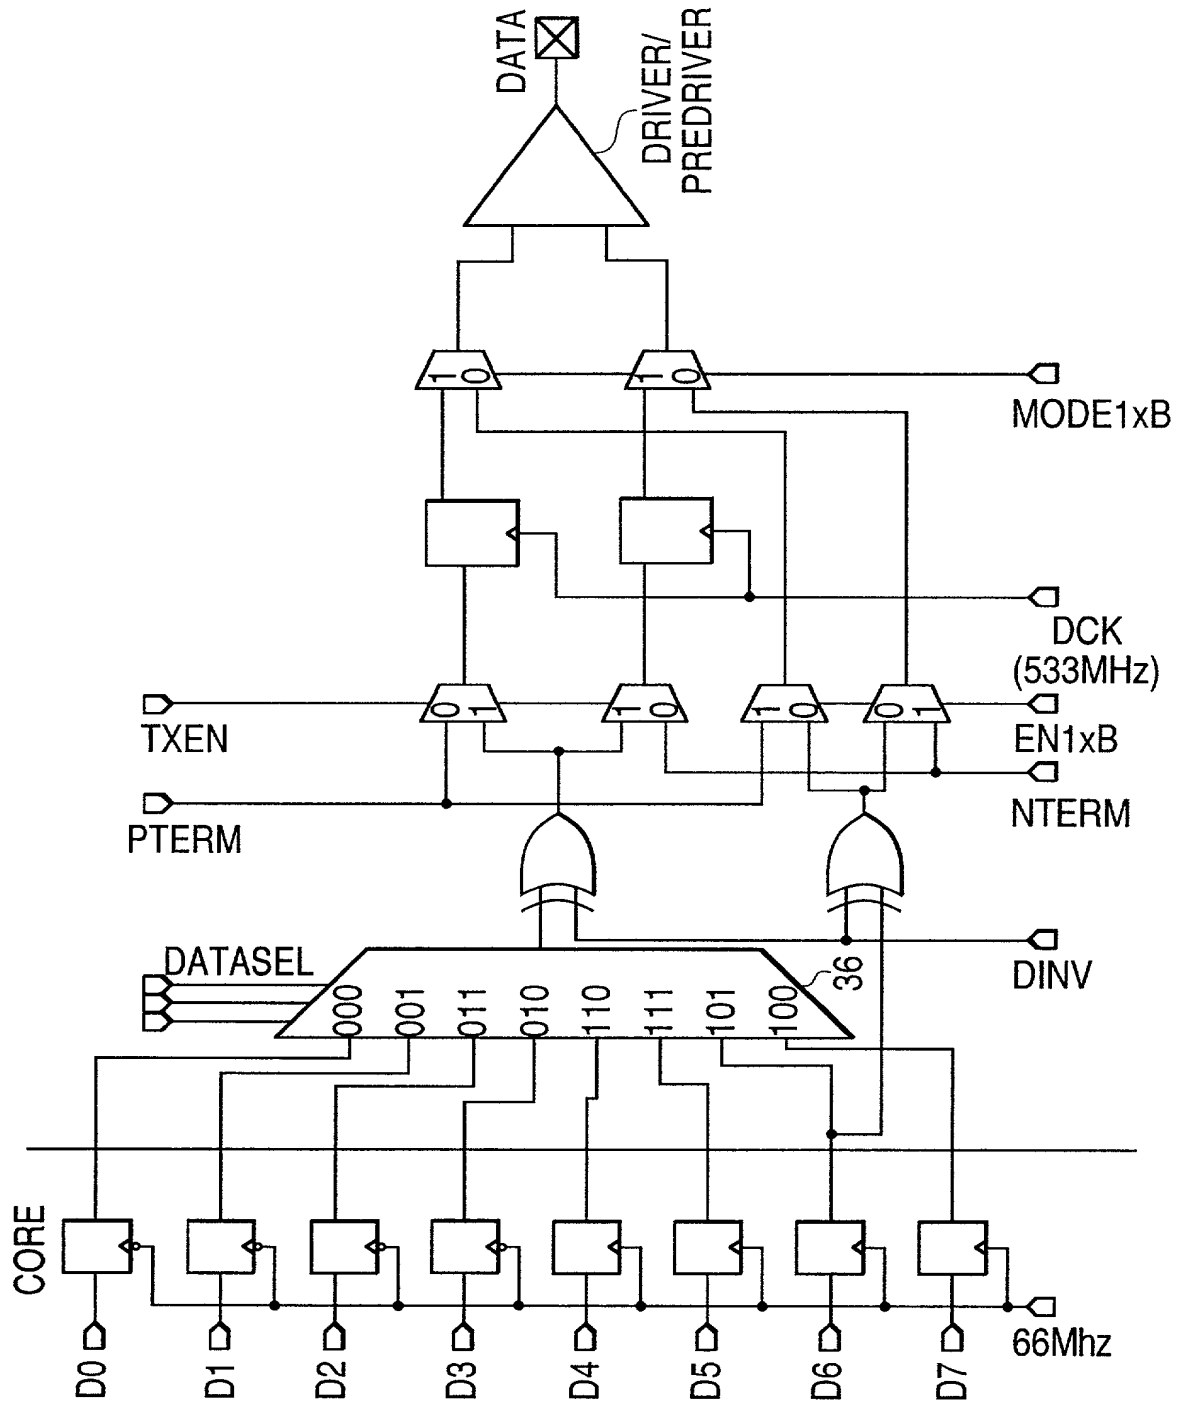 DATA
DRIVER/
PREDRIVER
1
0
1
0
MODE1xB
DCK
(533MHz)
TXEN
0
1
1
0
1
0
0
1
EN1xB
PTERM
NTERM
DATASEL
36
DINV
000
001
011
010
110
111
101
100
CORE
D0
D1
D2
D3
D4
D5
D6
D7
66Mhz